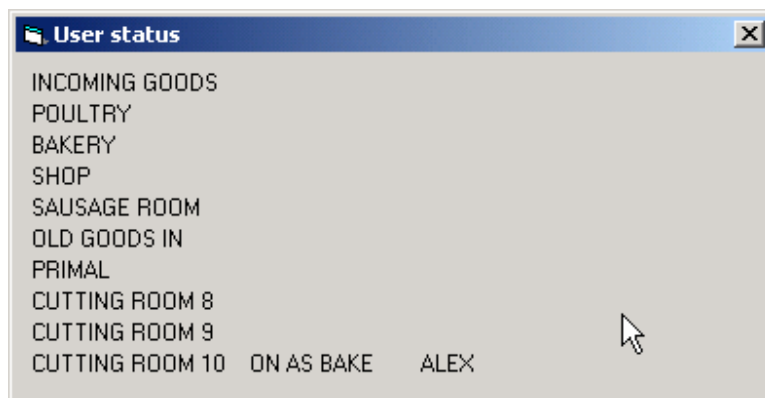 User status
INCOMING GOODS
POULTRY
BAKERY
SHOP
SAUSAGE ROOM
OLD GOODS IN
PRIMAL
CUTTING ROOM 8
CUTTING ROOM 9
CUTTING ROOM 10 ON AS BAKE ALEX